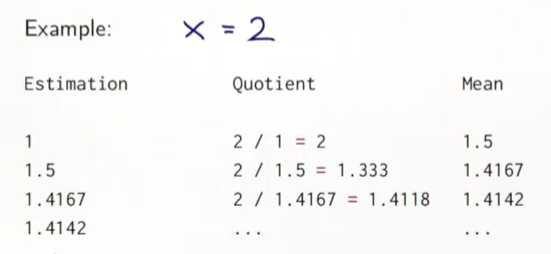 Example: x = 2
Estimation Quotient Mean
1 2 / 1 = 2 1.5
1.5 2 / 1.5 = 1.333 1.4167
1.4167 2 / 1.4167 = 1.4118 1.4142
1.4142 ... ...